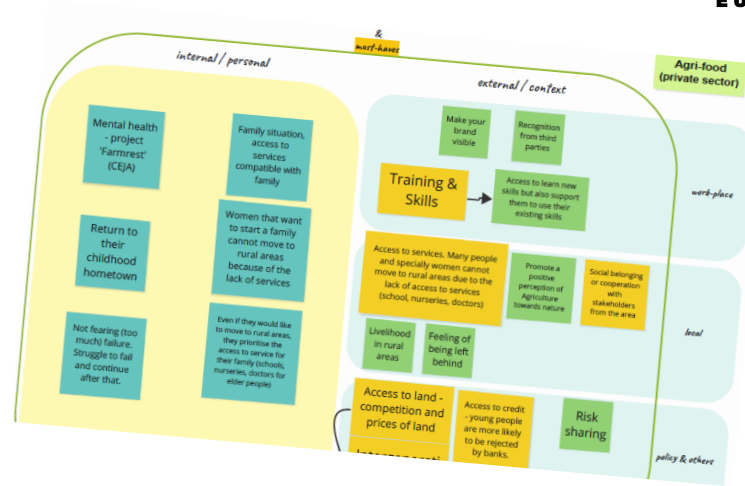 &
must-haves
internal / personal
external / context
Agri-food
(private sector)
Mental health
- project
'Farmrest'
(CEJA)
Family situation,
access to
services
compatible with
family
Return to
their
childhood
hometown
Women that want
to start a family
cannot move to
rural areas
because of the
lack of services
Not fearing (too
much) failure.
Struggle to fail
and continue
after that.
Even if they would like
to move to rural areas,
they prioritise the
access to service for
their family (schools,
nurseries, doctors for
elder people)
Make your
brand
visible
Recognition
from third
parties
Training &
Skills
Access to learn new
skills but also support
them to use their
existing skills
work-place
Access to services. Many people
and specially women cannot
move to rural areas due to the
lack of access to services
(school, nurseries, doctors)
Promote a
positive
perception of
Agriculture
towards nature
Social belonging
or cooperation
with
stakeholders
from the area
local
Livelihood
in rural
areas
Feeling of
being left
behind
Access to land -
competition and
prices of land
Access to credit
- young people
are more likely
to be rejected
by banks.
Risk
sharing
policy & others